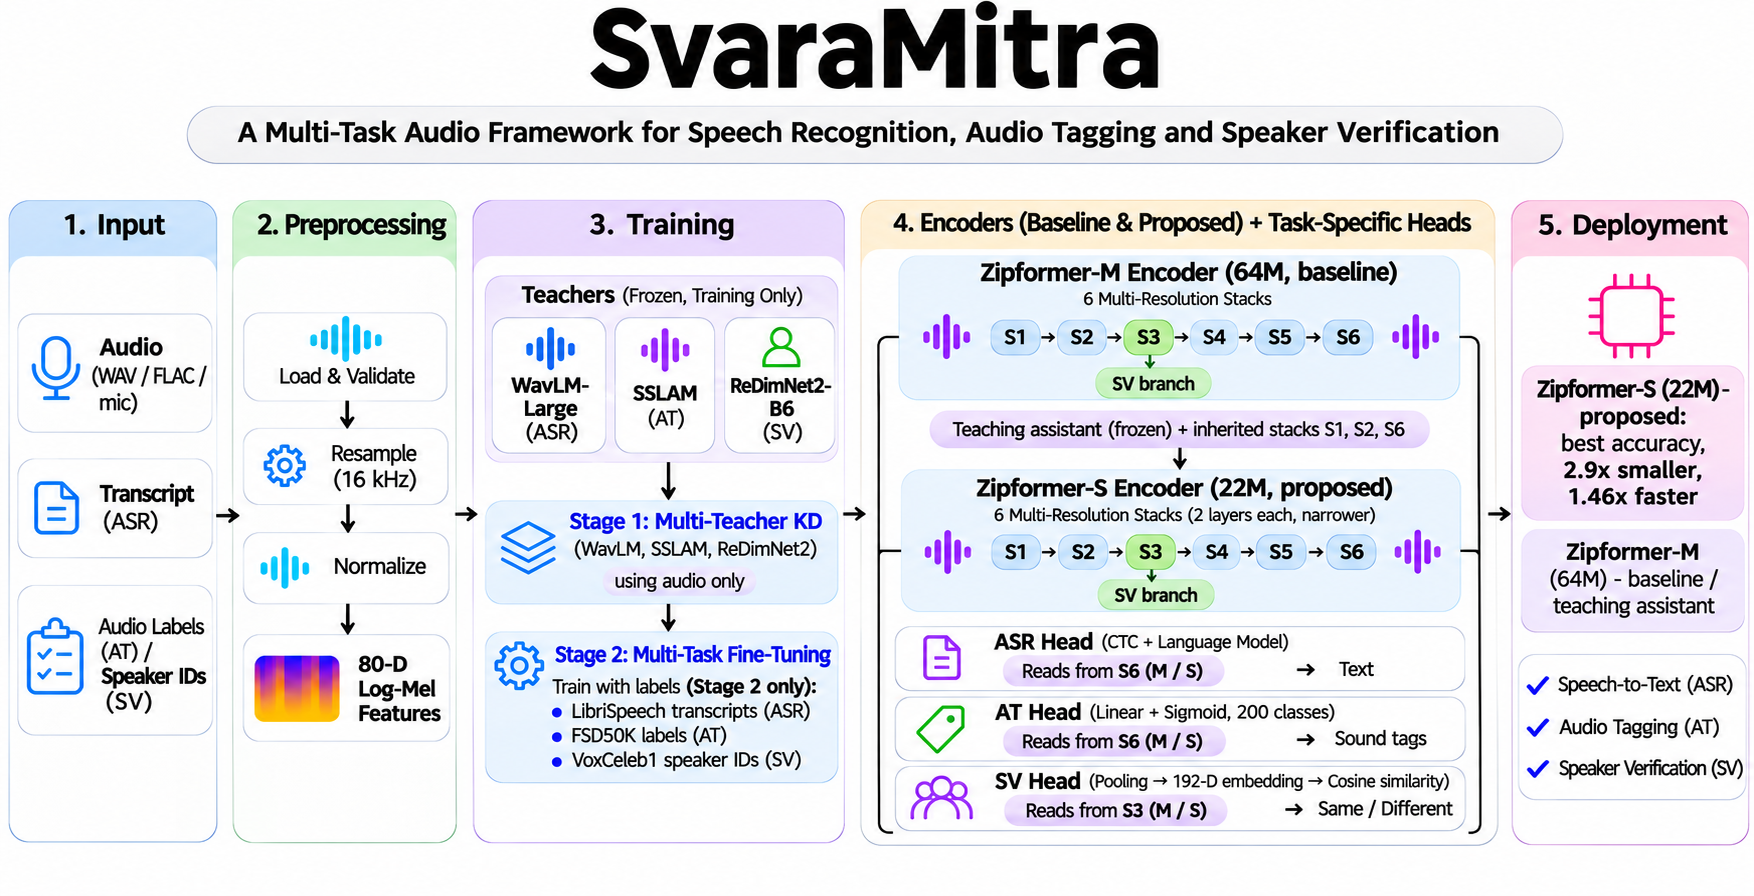 SvaraMitra
A Multi-Task Audio Framework for Speech Recognition, Audio Tagging and Speaker Verification
1. Input
Audio
(WAV / FLAC /
mic)
Transcript
(ASR)
Audio Labels
(AT) /
Speaker IDs
(SV)
2. Preprocessing
Load & Validate
Resample
(16 kHz)
Normalize
80-D
Log-Mel
Features
3. Training
Teachers (Frozen, Training Only)
WavLM-
Large
(ASR)
SSLAM
(AT)
ReDimNet2-
B6
(SV)
Stage 1: Multi-Teacher KD
(WavLM, SSLAM, ReDimNet2)
using audio only
Stage 2: Multi-Task Fine-Tuning
Train with labels (Stage 2 only):
• LibriSpeech transcripts (ASR)
• FSD50K labels (AT)
• VoxCeleb1 speaker IDs (SV)
4. Encoders (Baseline & Proposed) + Task-Specific Heads
Zipformer-M Encoder (64M, baseline)
6 Multi-Resolution Stacks
S1 → S2 → S3 → S4 → S5 → S6
SV branch
Teaching assistant (frozen) + inherited stacks S1, S2, S6
Zipformer-S Encoder (22M, proposed)
6 Multi-Resolution Stacks (2 layers each, narrower)
S1 → S2 → S3 → S4 → S5 → S6
SV branch
ASR Head (CTC + Language Model)
Reads from S6 (M / S) → Text
AT Head (Linear + Sigmoid, 200 classes)
Reads from S6 (M / S) → Sound tags
SV Head (Pooling → 192-D embedding → Cosine similarity)
Reads from S3 (M / S) → Same / Different
5. Deployment
Zipformer-S (22M)-
proposed:
best accuracy,
2.9x smaller,
1.46x faster
Zipformer-M
(64M) - baseline /
teaching assistant
Speech-to-Text (ASR)
Audio Tagging (AT)
Speaker Verification (SV)